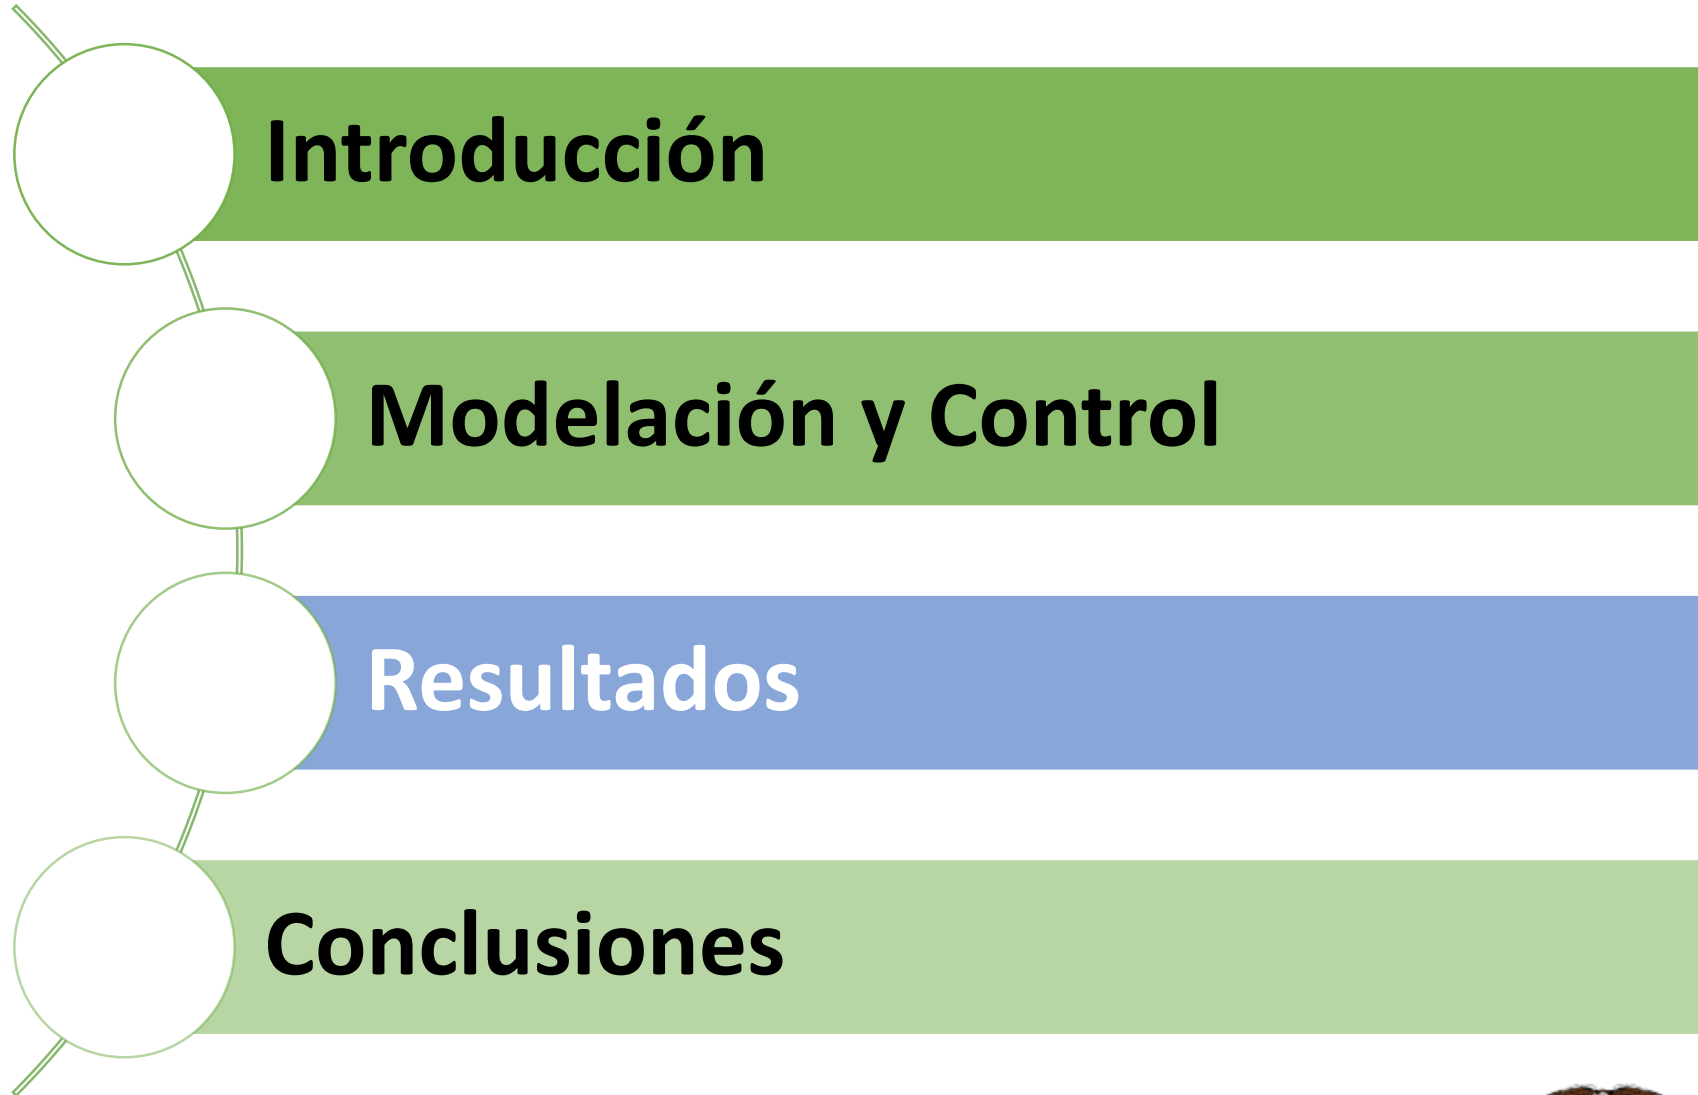 Introducción
Modelación y Control
Resultados
Conclusiones